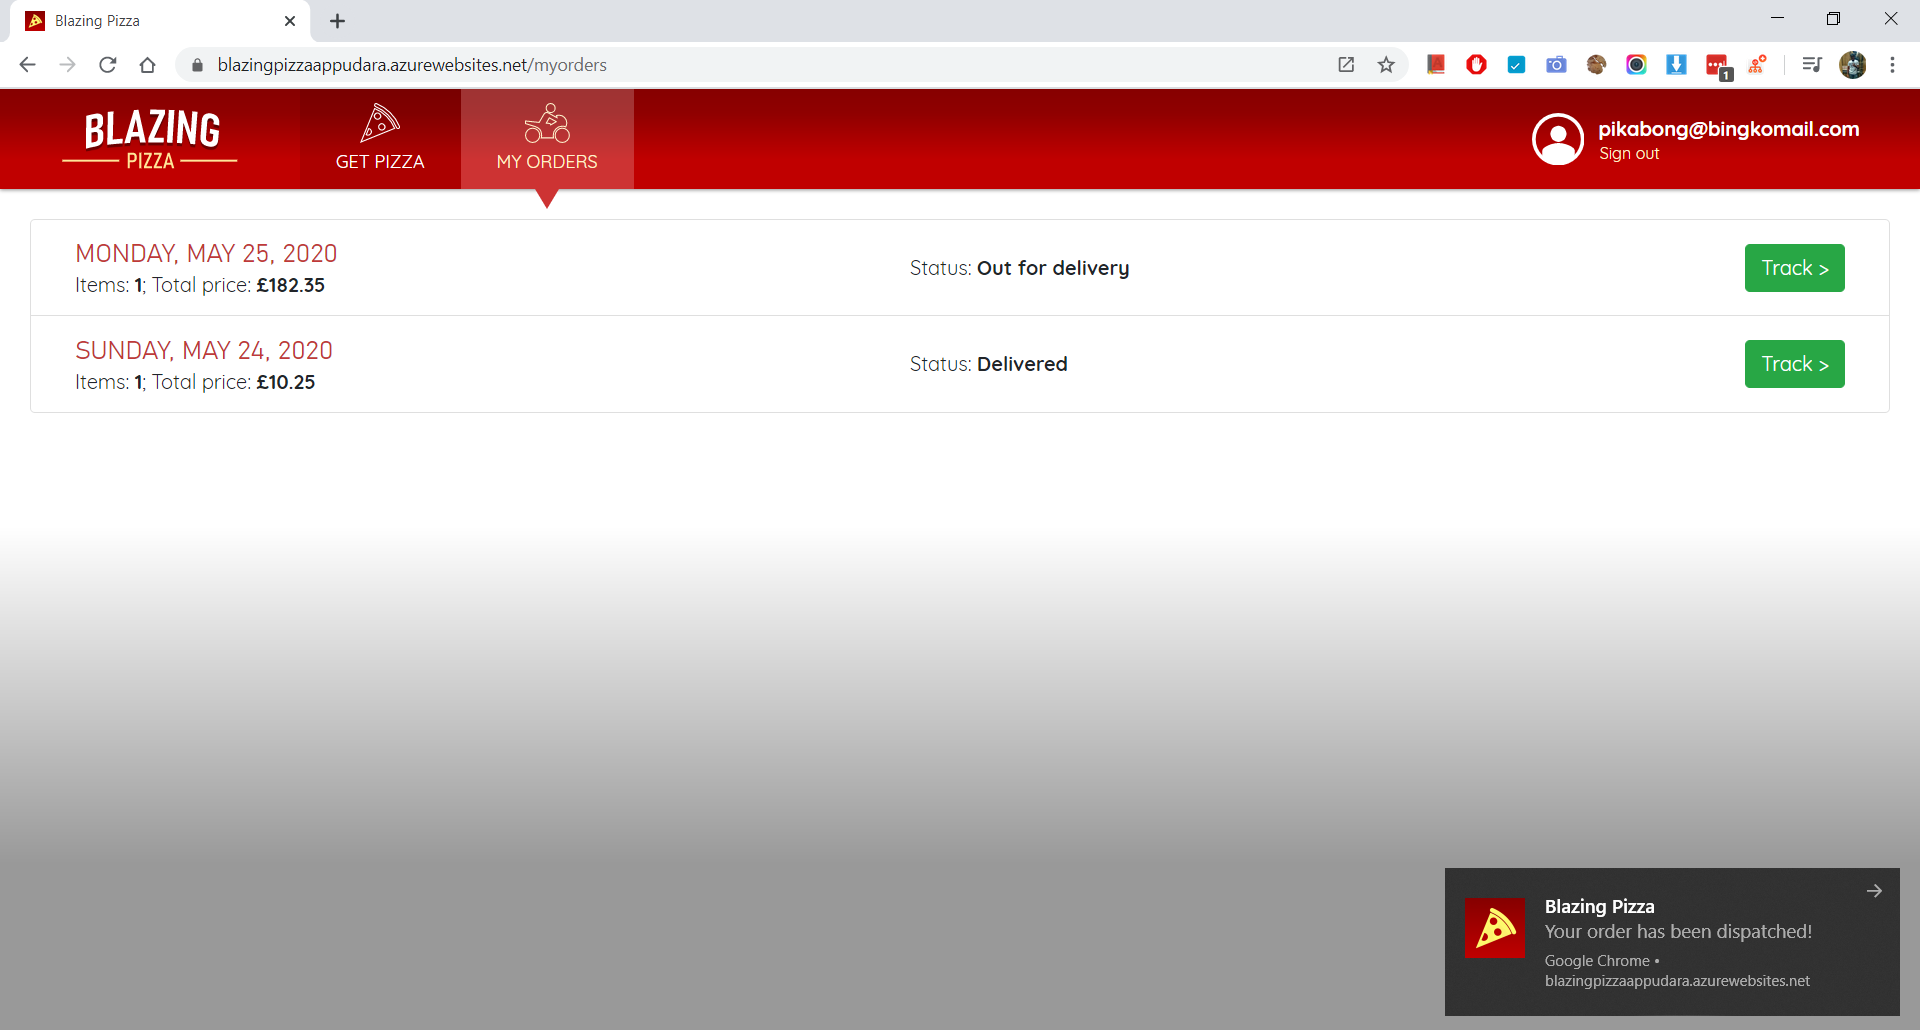 Blazing Pizza
blazingpizzaappudara.azurewebsites.net/myorders
1
BLAZING
PIZZA
GET PIZZA
MY ORDERS
pikabong@bingkomail.com
Sign out
MONDAY, MAY 25, 2020
Items: 1; Total price: £182.35
Status: Out for delivery
Track >
SUNDAY, MAY 24, 2020
Items: 1; Total price: £10.25
Status: Delivered
Track >
Blazing Pizza
Your order has been dispatched!
Google Chrome •
blazingpizzaappudara.azurewebsites.net